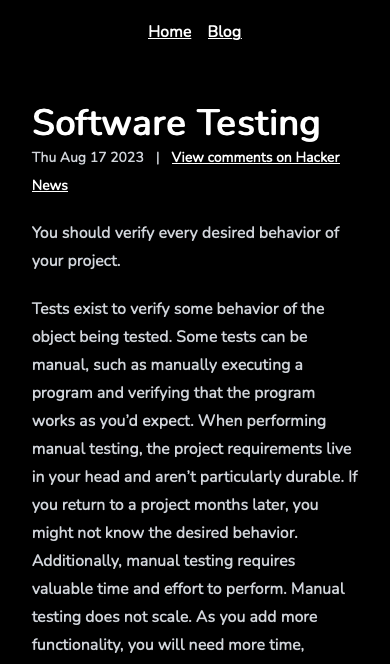 Home Blog
Software Testing
Thu Aug 17 2023 | View comments on Hacker
News
You should verify every desired behavior of
your project.
Tests exist to verify some behavior of the
object being tested. Some tests can be
manual, such as manually executing a
program and verifying that the program
works as you’d expect. When performing
manual testing, the project requirements live
in your head and aren’t particularly durable. If
you return to a project months later, you
might not know the desired behavior.
Additionally, manual testing requires
valuable time and effort to perform. Manual
testing does not scale. As you add more
functionality, you will need more time,